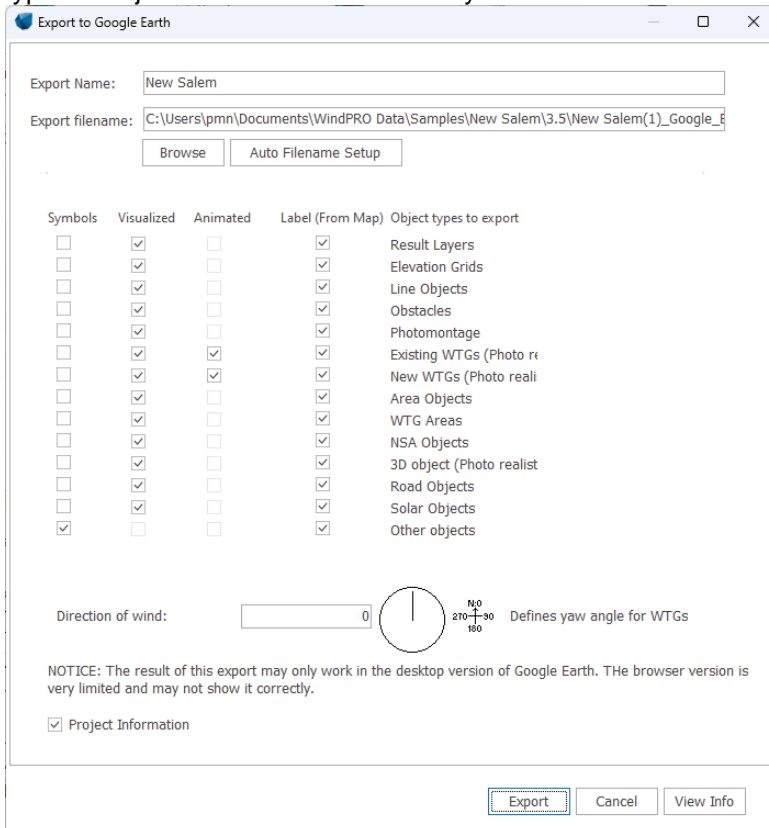 Export to Google Earth
Export Name: New Salem
Export filename: C:\Users\pmn\Documents\WindPRO Data\Samples\New Salem\3.5\New Salem(1)_Google_E
Browse Auto Filename Setup
Symbols Visualized Animated Label (From Map) Object types to export
Result Layers
Elevation Grids
Line Objects
Obstacles
Photomontage
Existing WTGs (Photo re
New WTGs (Photo reali
Area Objects
WTG Areas
NSA Objects
3D object (Photo realist
Road Objects
Solar Objects
Other objects
N:0
Direction of wind: 0 270 90 Defines yaw angle for WTGs
180
NOTICE: The result of this export may only work in the desktop version of Google Earth. THe browser version is
very limited and may not show it correctly.
Project Information
Export Cancel View Info